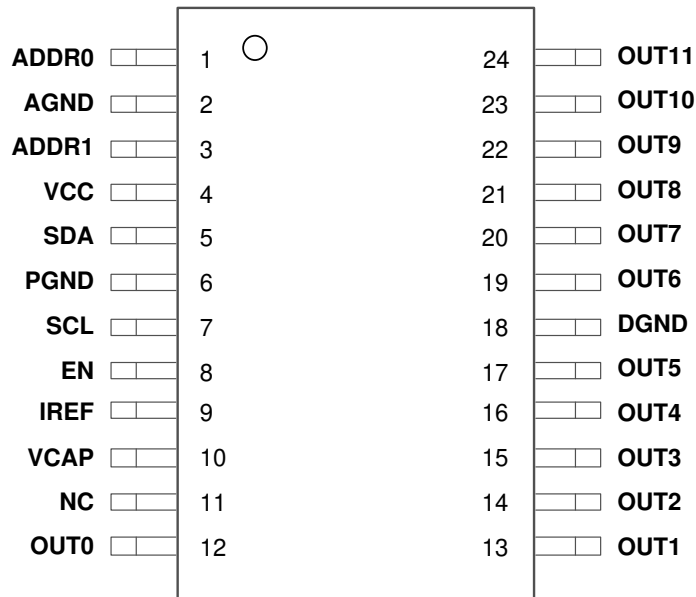 ADDR0 1 24 OUT11
AGND 2 23 OUT10
ADDR1 3 22 OUT9
VCC 4 21 OUT8
SDA 5 20 OUT7
PGND 6 19 OUT6
SCL 7 18 DGND
EN 8 17 OUT5
IREF 9 16 OUT4
VCAP 10 15 OUT3
NC 11 14 OUT2
OUT0 12 13 OUT1